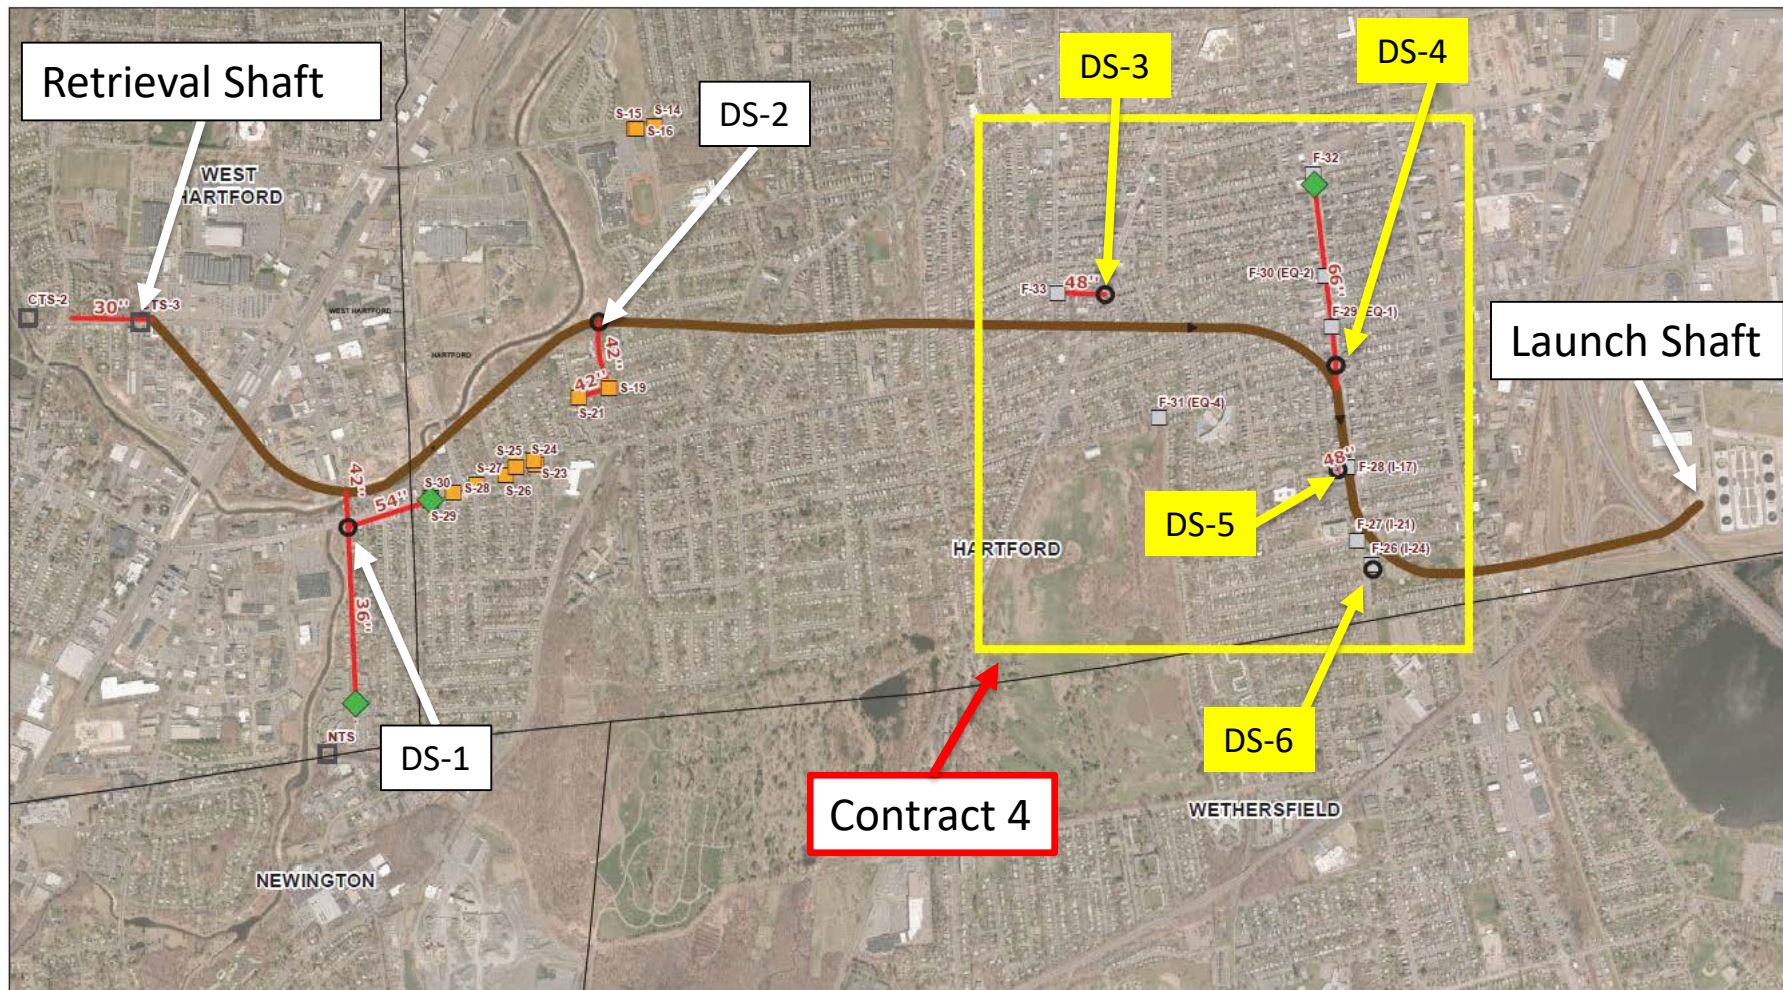 Retrieval Shaft
DS-2
DS-3
DS-4
S-15
S-14
S-16
WEST
HARTFORD
F-32
CTS-2
30"
F-33
48"
F-30 (EQ-2)
66"
F-29 (EQ-1)
WEST HARTFORD
HARTFORD
Launch Shaft
42"
42"
S-19
S-21
F-31 (EQ-4)
S-25
S-24
S-27
S-23
S-26
S-30
S-28
S-29
42"
54"
48"
F-28 (I-17)
DS-5
F-27 (I-21)
F-26 (I-24)
HARTFORD
36"
NTS
DS-1
DS-6
Contract 4
WETHERSFIELD
NEWINGTON